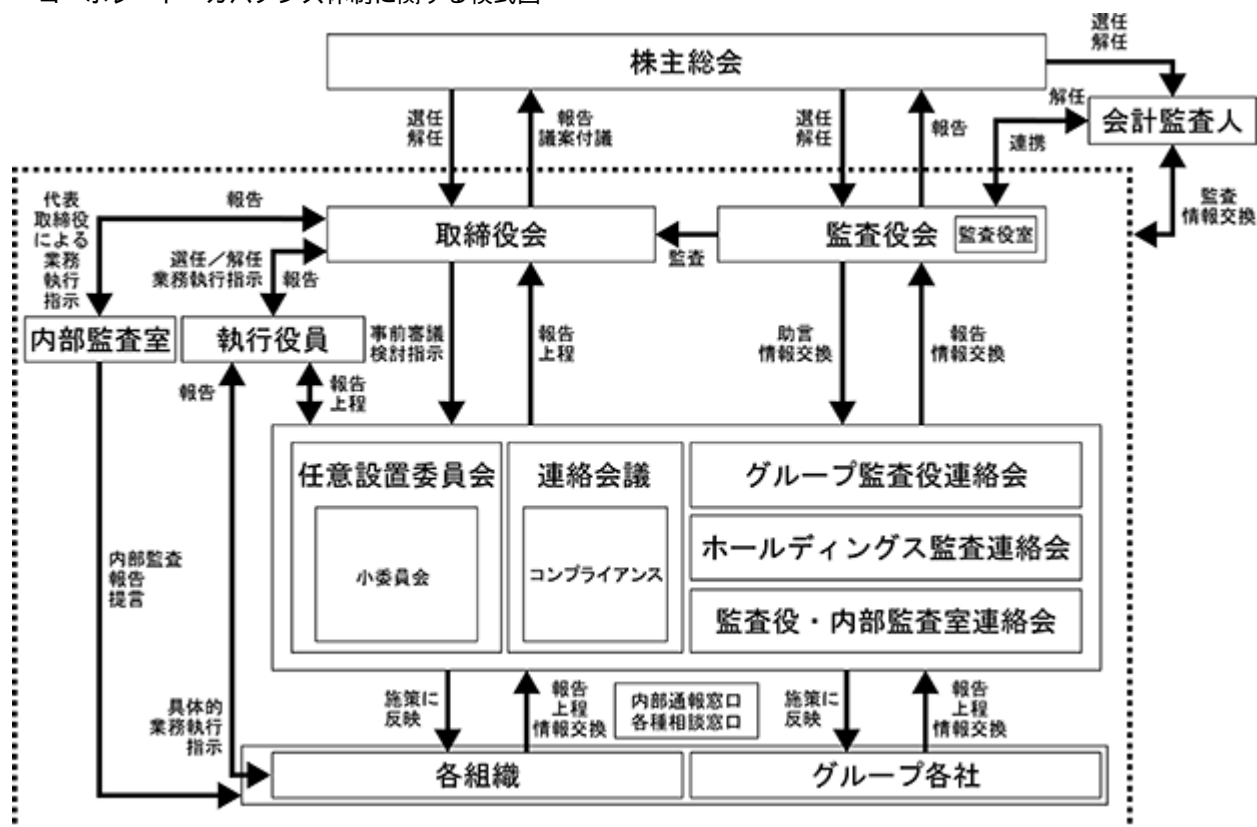 コーポレート・ガバナンス体制に関する模式図
選任
解任
株主総会
会計監査人
選任
解任
報告
議案付議
選任
解任
報告
解任
連携
監査
情報交換
代表
取締役
による
業務
執行
指示
報告
取締役会
監査
監査役会
監査役室
選任／解任
業務執行指示
報告
内部監査室
執行役員
事前審議
検討指示
報告
上程
助言
情報交換
報告
情報交換
報告
報告
上程
任意設置委員会
小委員会
連絡会議
コンプライアンス
グループ監査役連絡会
ホールディングス監査連絡会
監査役・内部監査室連絡会
内部監査
報告
提言
具体的
業務執行
指示
施策に
反映
報告
上程
情報交換
内部通報窓口
各種相談窓口
施策に
反映
報告
上程
情報交換
各組織
グループ各社